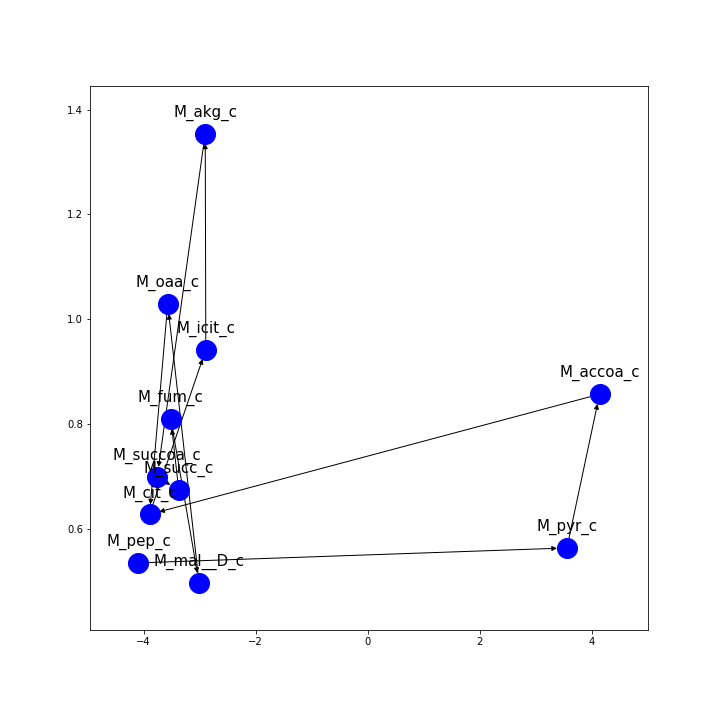 1.4
1.2
1.0
0.8
0.6
M_akg_c
M_oaa_c
M_icit_c
M_accoa_c
M_fum_c
M_succoa_c
M_succ_c
M_cit_c
M_pyr_c
M_pep_c
M_mal__D_c
−4
−2
0
2
4